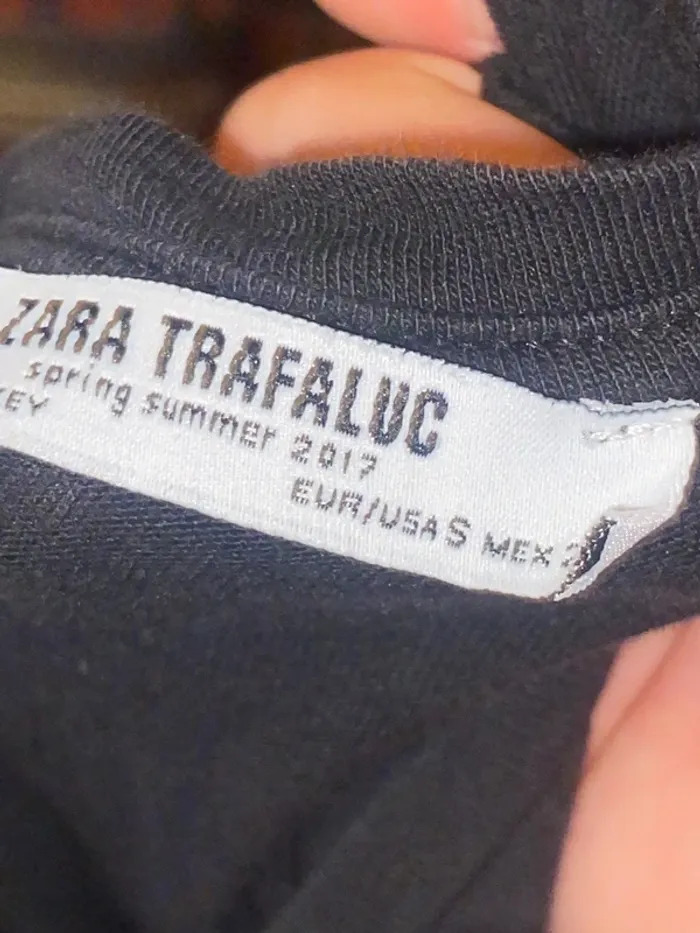 ZARA TRAFALUC
spring summer 2017
EUR/USA S MEX